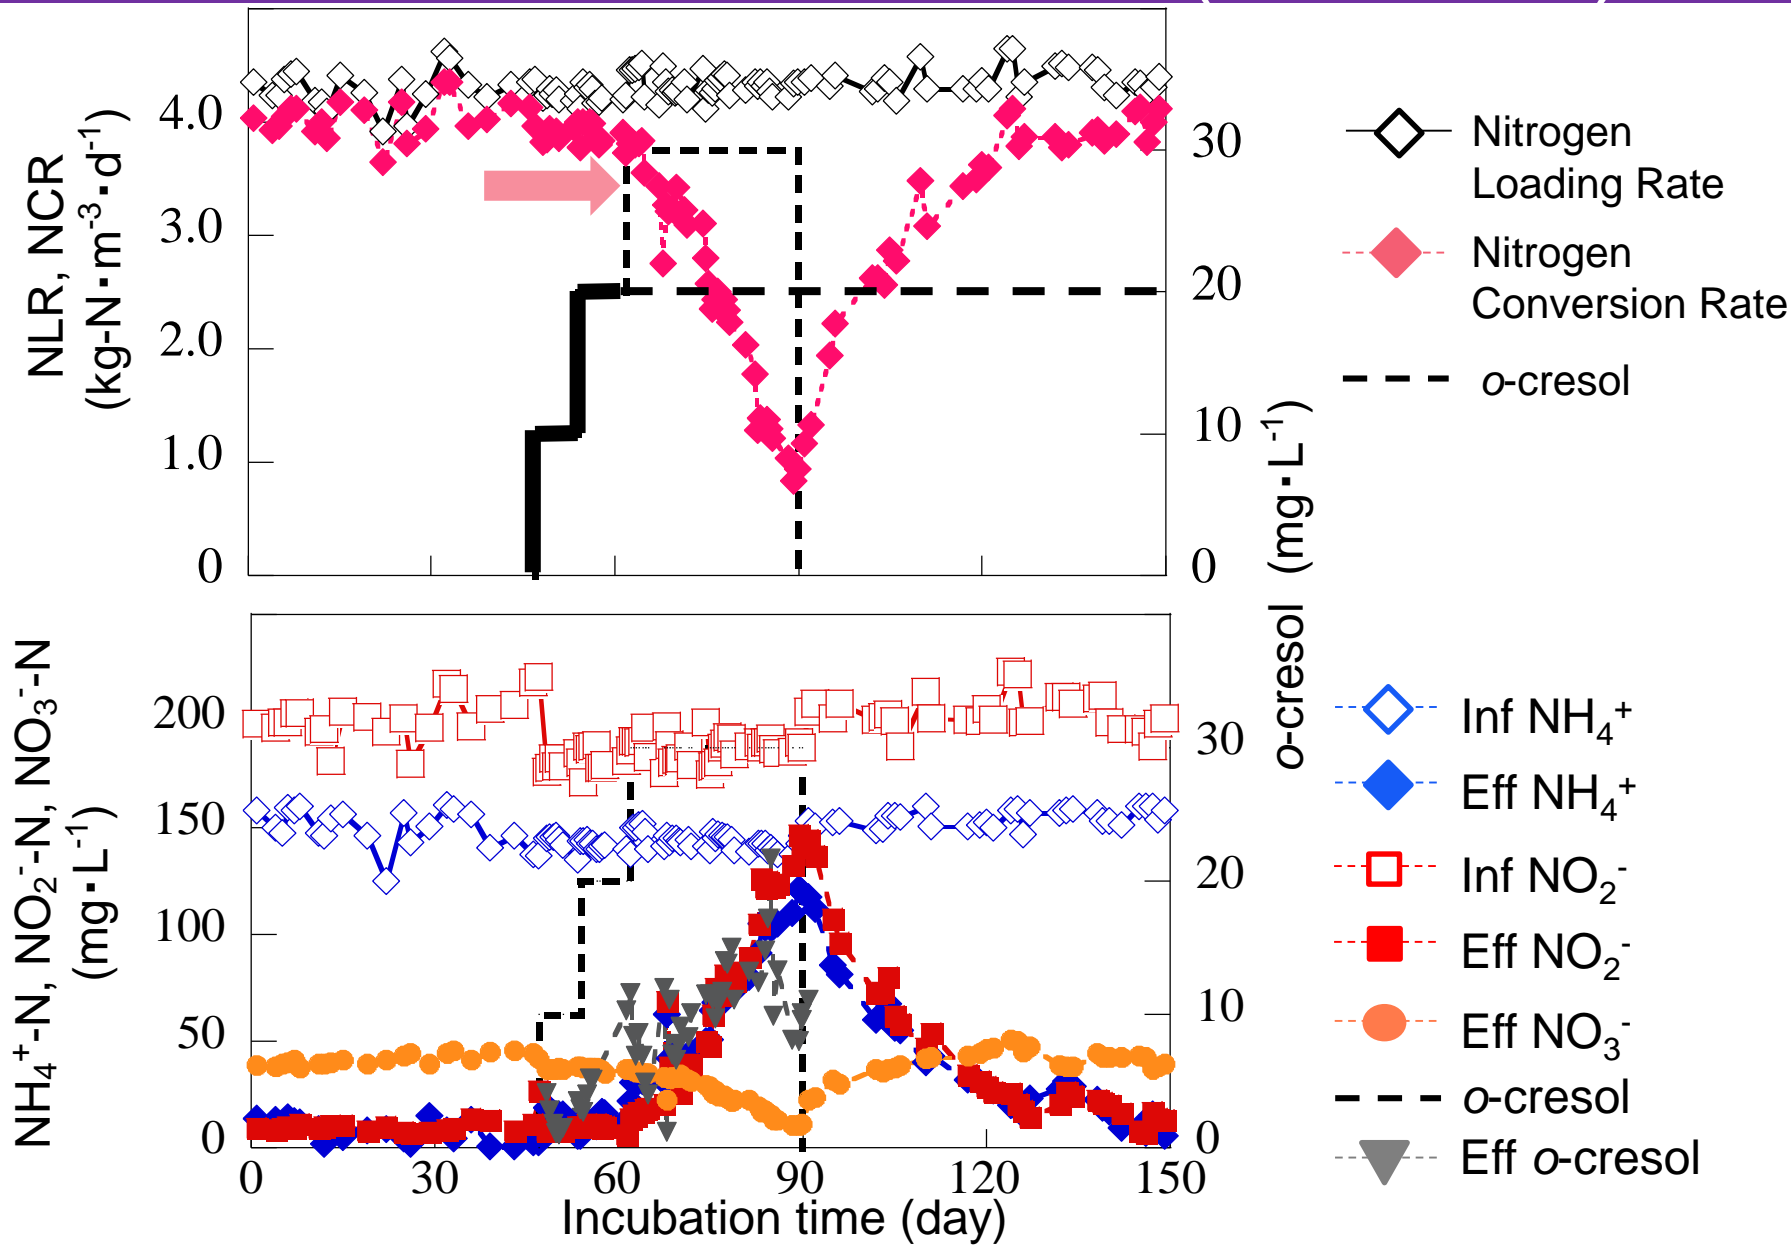 NLR, NCR
(kg-N・m⁻³・d⁻¹)
4.0
3.0
2.0
1.0
0
30
20
10
0
Nitrogen
Loading Rate
Nitrogen
Conversion Rate
o-cresol
o-cresol (mg・L⁻¹)
NH₄⁺-N, NO₂⁻-N, NO₃⁻-N
(mg・L⁻¹)
200
150
100
50
0
30
20
10
0
0 30 60 90 120 150
Incubation time (day)
Inf NH₄⁺
Eff NH₄⁺
Inf NO₂⁻
Eff NO₂⁻
Eff NO₃⁻
o-cresol
Eff o-cresol